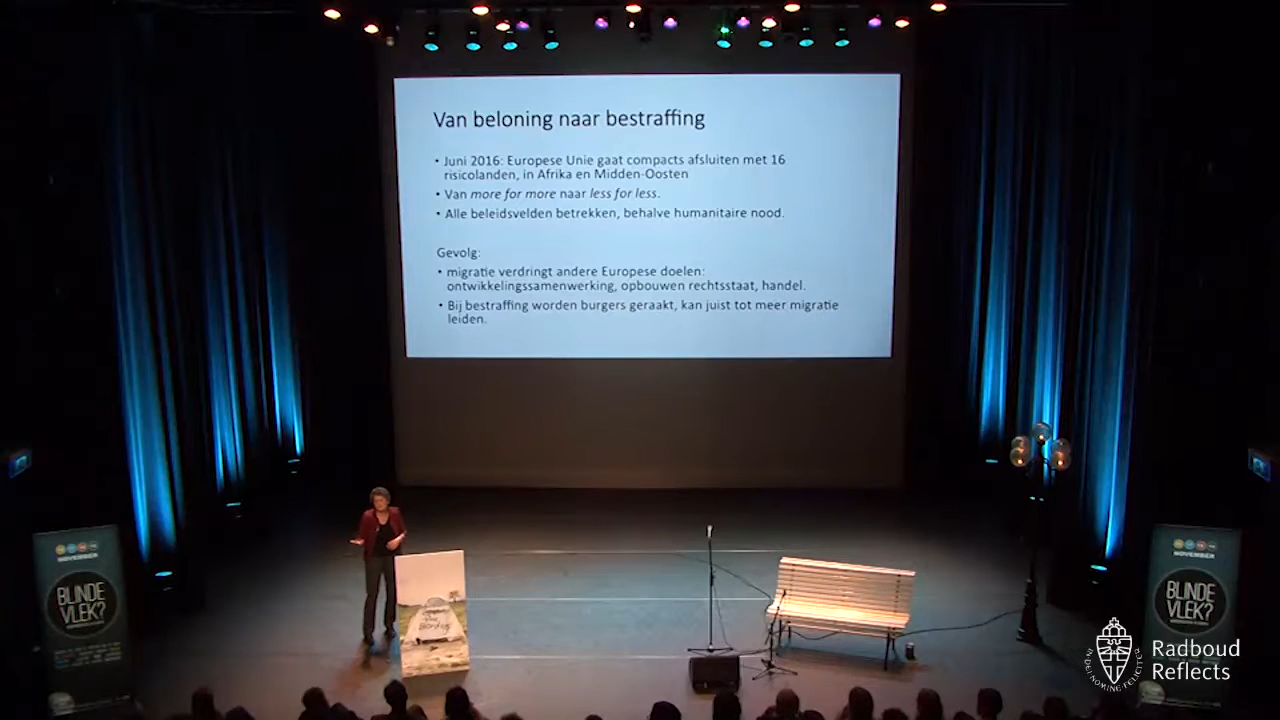 Van beloning naar bestraffing
• Juni 2016: Europese Unie gaat compacts afsluiten met 16
risicolanden, in Afrika en Midden-Oosten
• Van more for more naar less for less.
• Alle beleidsvelden betrekken, behalve humanitaire nood.
Gevolg:
• migratie verdringt andere Europese doelen:
ontwikkelingssamenwerking, opbouwen rechtsstaat, handel.
• Bij bestraffing worden burgers geraakt, kan juist tot meer migratie
leiden.
NOVEMBER
BLINDE
VLEK?
NOVEMBER
BLINDE
VLEK?
Radboud
Reflects